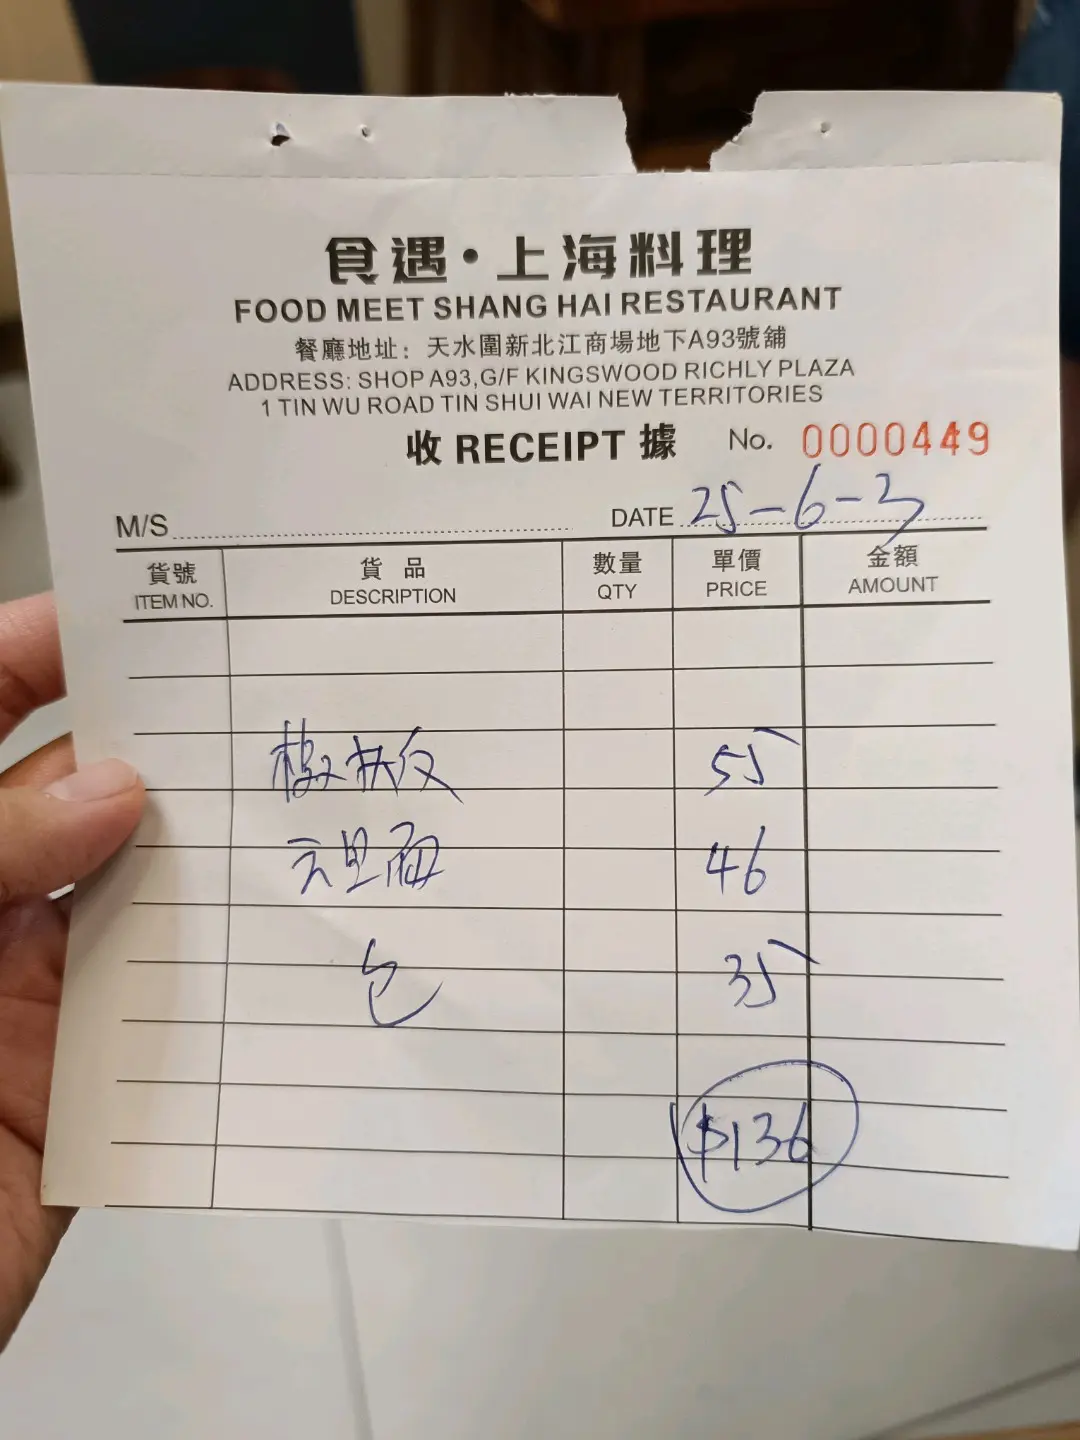 食遇·上海料理
FOOD MEET SHANG HAI RESTAURANT
餐廳地址：天水圍新北江商場地下A93號舖
ADDRESS: SHOP A93,G/F KINGSWOOD RICHLY PLAZA
1 TIN WU ROAD TIN SHUI WAI NEW TERRITORIES
收 RECEIPT 據 No. 0000449
M/S DATE 25-6-3
貨號 貨品 數量 單價 金額
ITEM NO. DESCRIPTION QTY PRICE AMOUNT
55
46
包 35
$136